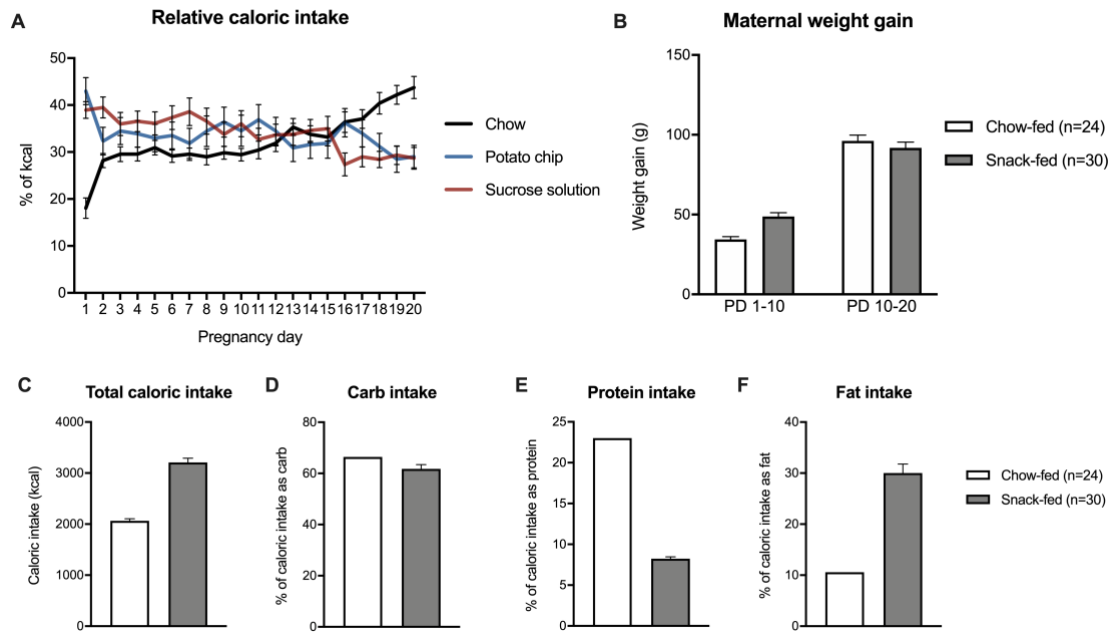 A
Relative caloric intake
50
40
30
20
10
0
% of kcal
1 2 3 4 5 6 7 8 9 10 11 12 13 14 15 16 17 18 19 20
Pregnancy day
Chow
Potato chip
Sucrose solution
B
Maternal weight gain
150
100
50
0
Weight gain (g)
PD 1-10 PD 10-20
Chow-fed (n=24)
Snack-fed (n=30)
C
Total caloric intake
4000
3000
2000
1000
0
Caloric intake (kcal)
D
Carb intake
80
60
40
20
0
% of caloric intake as carb
E
Protein intake
25
20
15
10
5
0
% of caloric intake as protein
F
Fat intake
40
30
20
10
0
% of caloric intake as fat
Chow-fed (n=24)
Snack-fed (n=30)